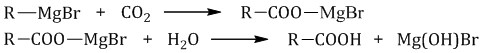 R—MgBr + CO₂ ⟶ R—COO—MgBr
R—COO—MgBr + H₂O ⟶ R—COOH + Mg(OH)Br